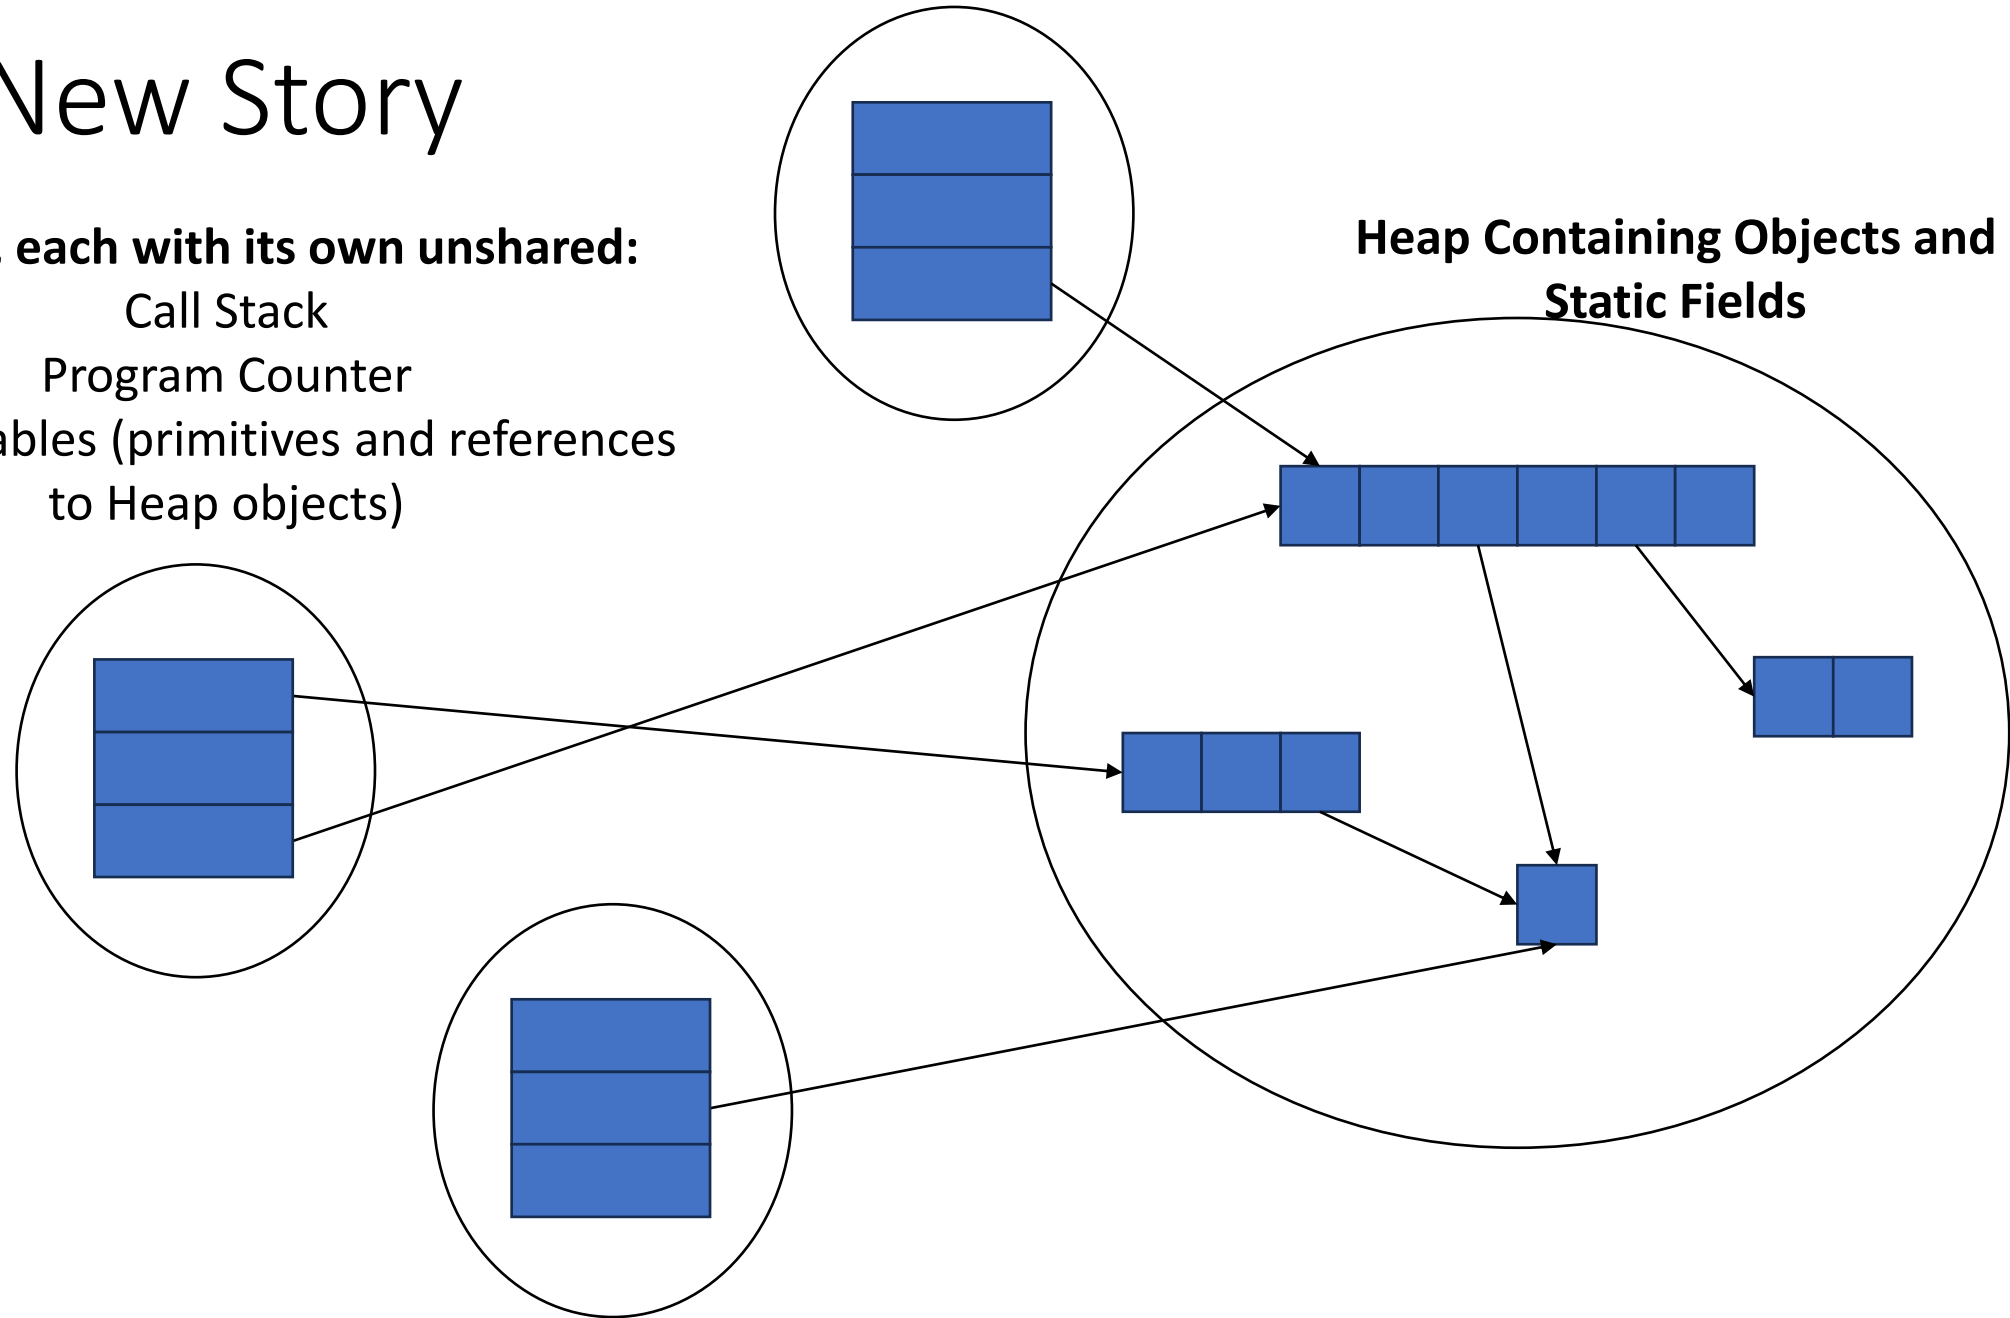 New Story
each with its own unshared:
Call Stack
Program Counter
(primitives and references
to Heap objects)
Heap Containing Objects and
Static Fields